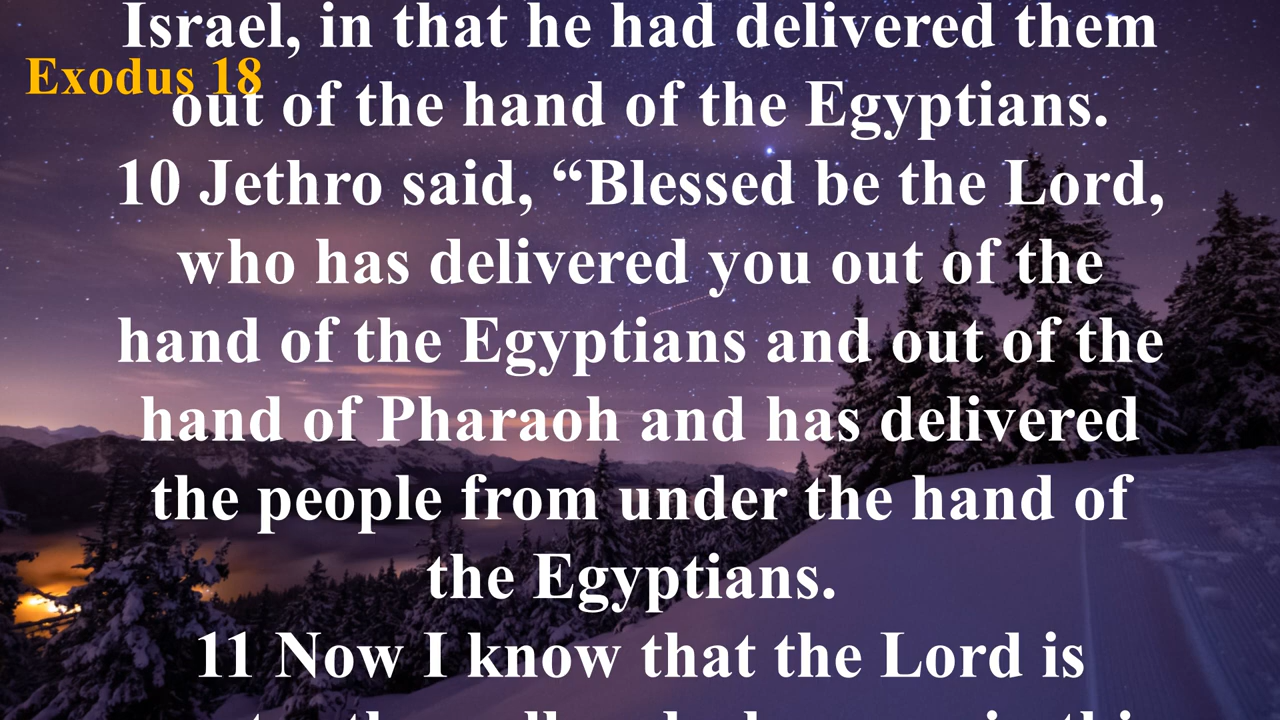 Israel, in that he had delivered them
Exodus 18
out of the hand of the Egyptians.
10 Jethro said, “Blessed be the Lord,
who has delivered you out of the
hand of the Egyptians and out of the
hand of Pharaoh and has delivered
the people from under the hand of
the Egyptians.
11 Now I know that the Lord is